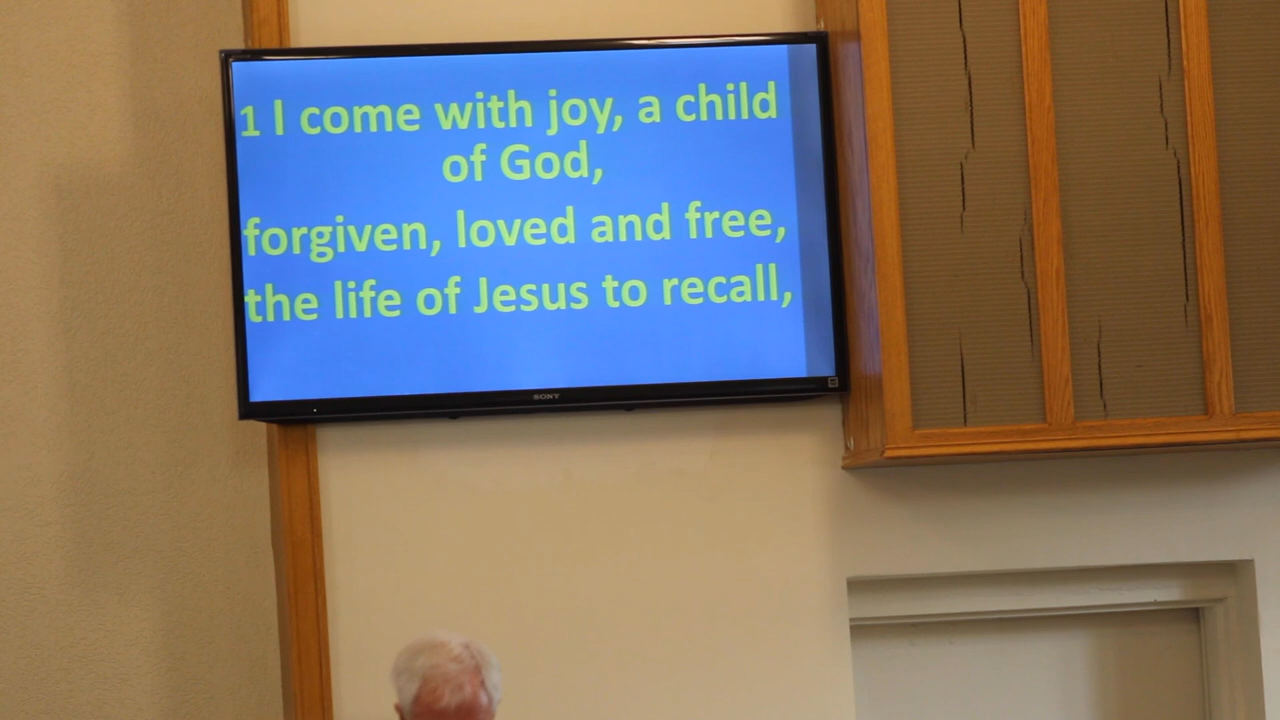 1 I come with joy, a child
of God,
forgiven, loved and free,
the life of Jesus to recall,
SONY